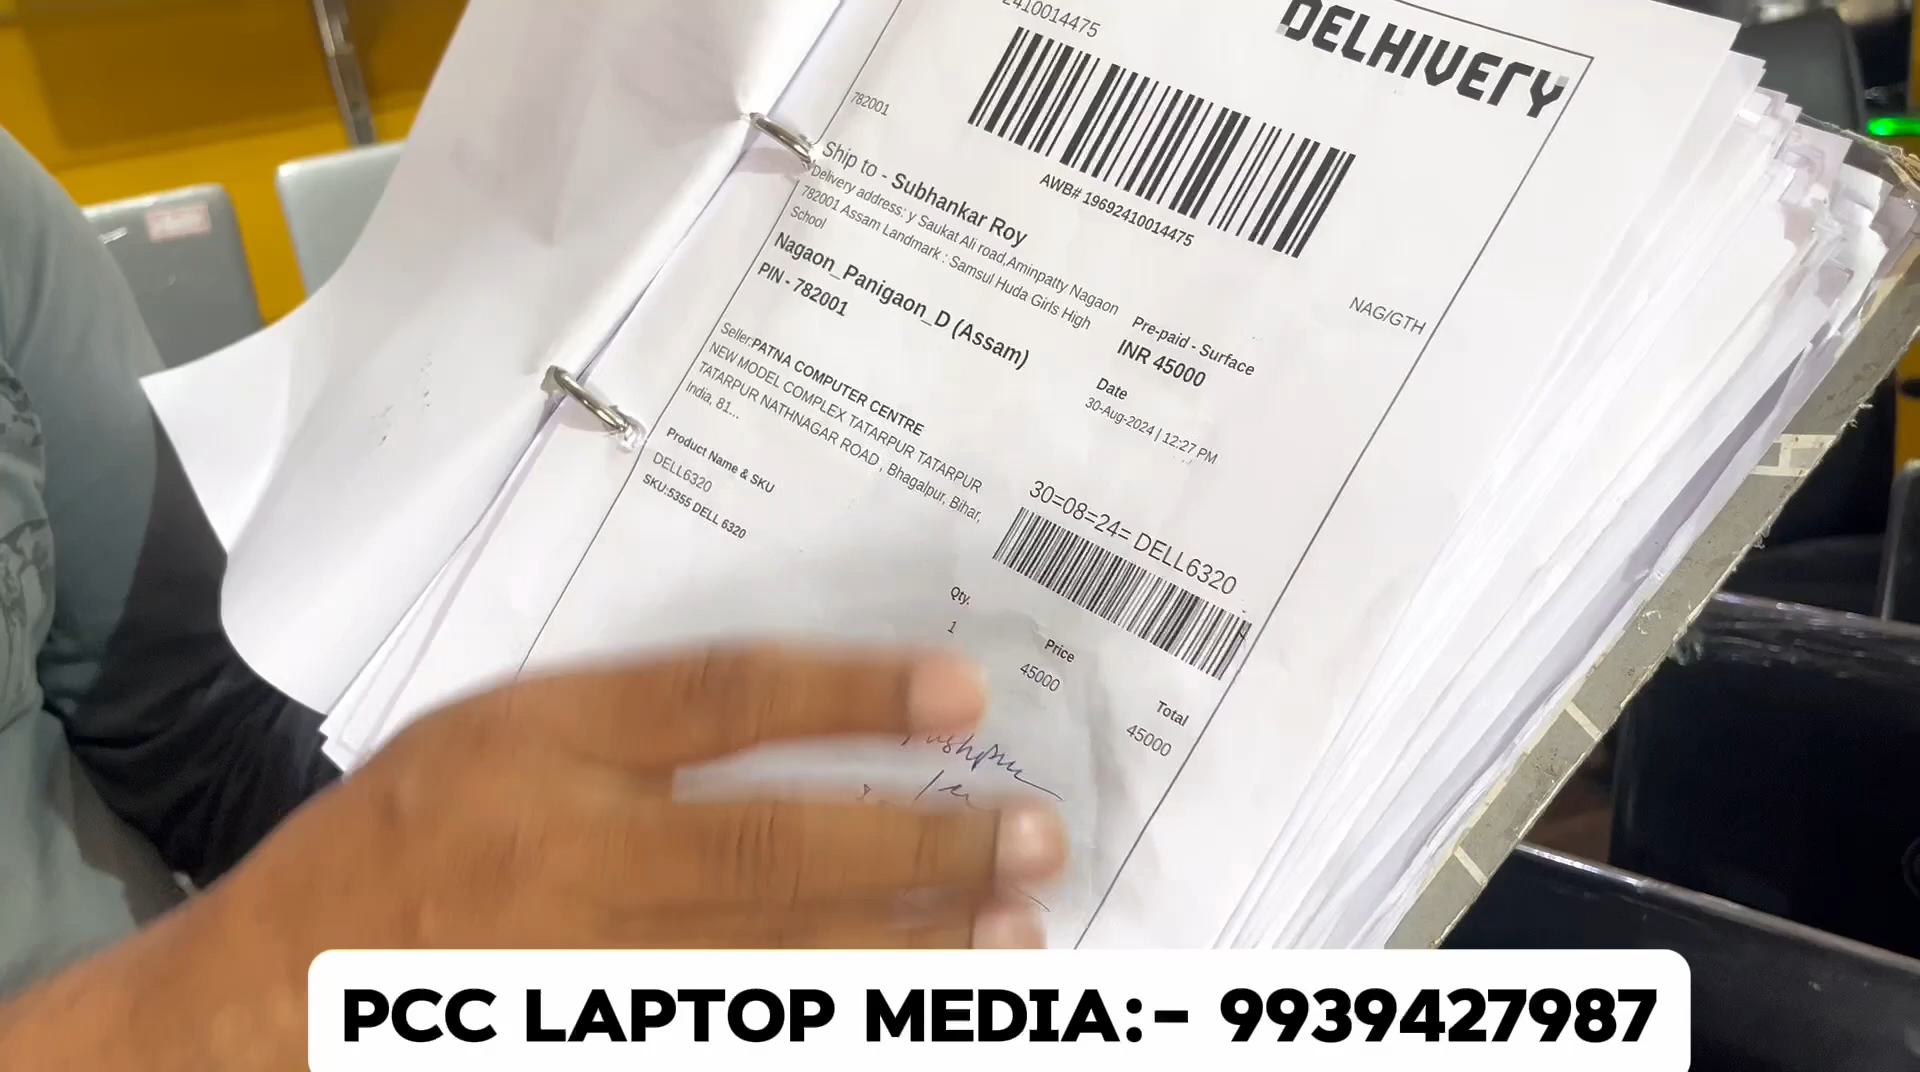 2410014475
DELHIVERY
782001
AWB# 19692410014475
Ship to - Subhankar Roy
Delivery address: y Saukat Ali road,Aminpatty Nagaon
782001 Assam Landmark : Samsul Huda Girls High
School
NAG/GTH
Nagaon_Panigaon_D (Assam)
PIN - 782001
Pre-paid - Surface
INR 45000
Date
30-Aug-2024 | 12:27 PM
Seller:PATNA COMPUTER CENTRE
NEW MODEL COMPLEX TATARPUR TATARPUR
TATARPUR NATHNAGAR ROAD , Bhagalpur, Bihar,
India, 81...
30=08=24= DELL6320
Product Name & SKU
DELL6320
SKU:5355 DELL 6320
Qty.
1
Price
45000
Total
45000
PCC LAPTOP MEDIA:- 9939427987